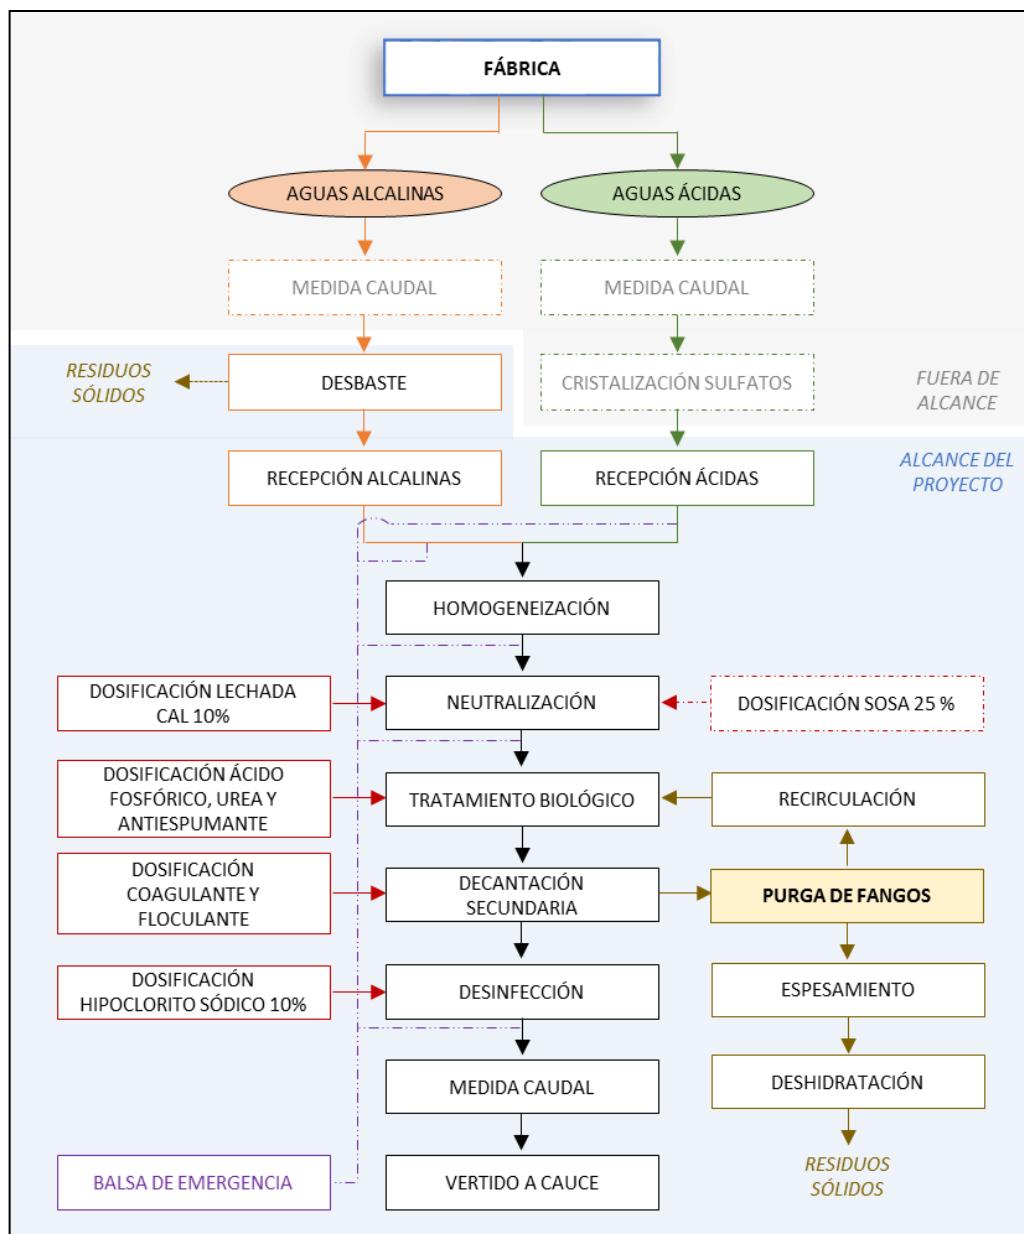 FÁBRICA
AGUAS ALCALINAS
AGUAS ÁCIDAS
MEDIDA CAUDAL
MEDIDA CAUDAL
RESIDUOS
SÓLIDOS
DESBASTE
CRISTALIZACIÓN SULFATOS
FUERA DE
ALCANCE
RECEPCIÓN ALCALINAS
RECEPCIÓN ÁCIDAS
ALCANCE DEL
PROYECTO
HOMOGENEIZACIÓN
DOSIFICACIÓN LECHADA
CAL 10%
NEUTRALIZACIÓN
DOSIFICACIÓN SOSA 25 %
DOSIFICACIÓN ÁCIDO
FOSFÓRICO, UREA Y
ANTIESPUMANTE
TRATAMIENTO BIOLÓGICO
RECIRCULACIÓN
DOSIFICACIÓN
COAGULANTE Y
FLOCULANTE
DECANTACIÓN
SECUNDARIA
PURGA DE FANGOS
DOSIFICACIÓN
HIPOCLORITO SÓDICO 10%
DESINFECCIÓN
ESPESAMIENTO
MEDIDA CAUDAL
DESHIDRATACIÓN
BALSA DE EMERGENCIA
VERTIDO A CAUCE
RESIDUOS
SÓLIDOS